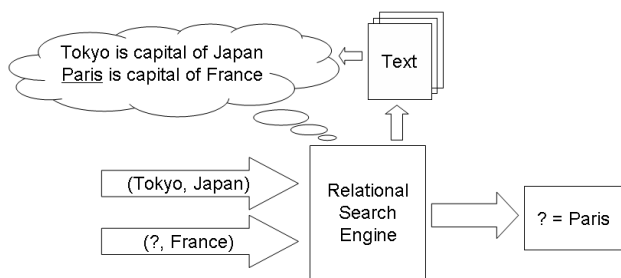 Tokyo is capital of Japan
Paris is capital of France
Text
(Tokyo, Japan)
(?, France)
Relational
Search
Engine
? = Paris